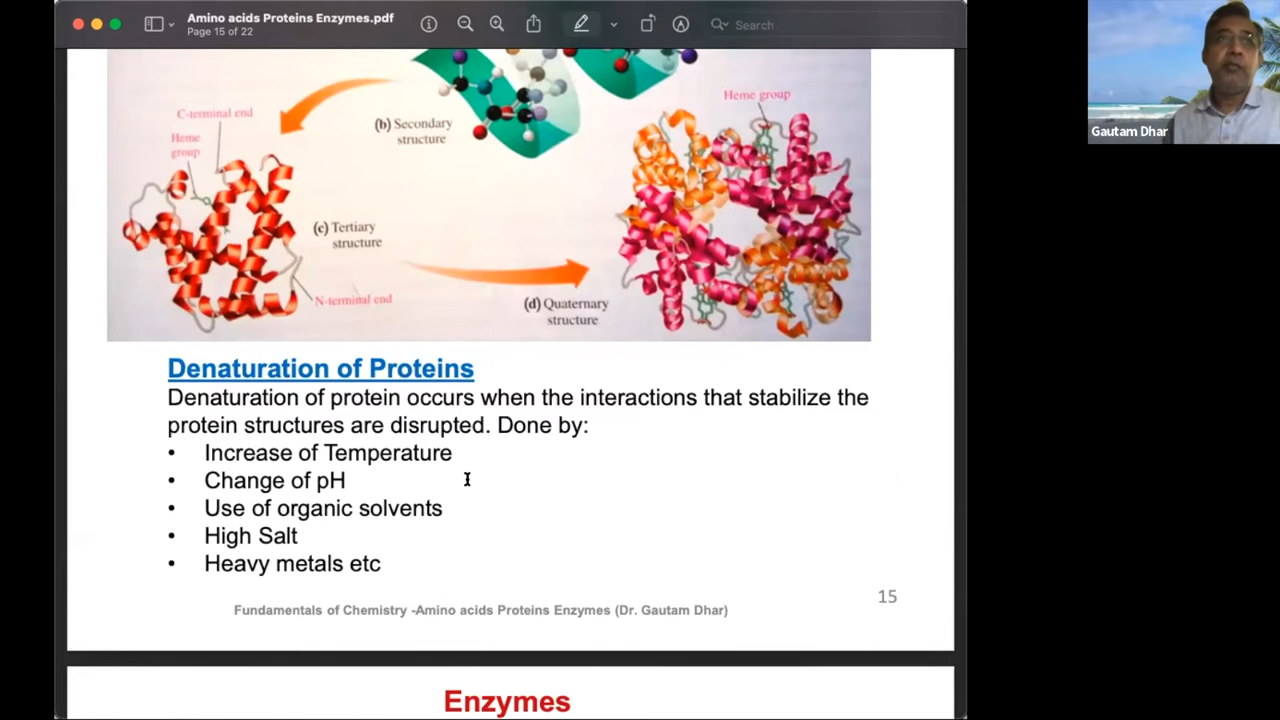 Amino acids Proteins Enzymes.pdf
Page 15 of 22
Search
Gautam Dhar
C-terminal end
Heme
group
(b) Secondary
structure
Heme group
(c) Tertiary
structure
N-terminal end
(d) Quaternary
structure
Denaturation of Proteins
Denaturation of protein occurs when the interactions that stabilize the
protein structures are disrupted. Done by:
• Increase of Temperature
• Change of pH
• Use of organic solvents
• High Salt
• Heavy metals etc
15
Fundamentals of Chemistry -Amino acids Proteins Enzymes (Dr. Gautam Dhar)
Enzymes